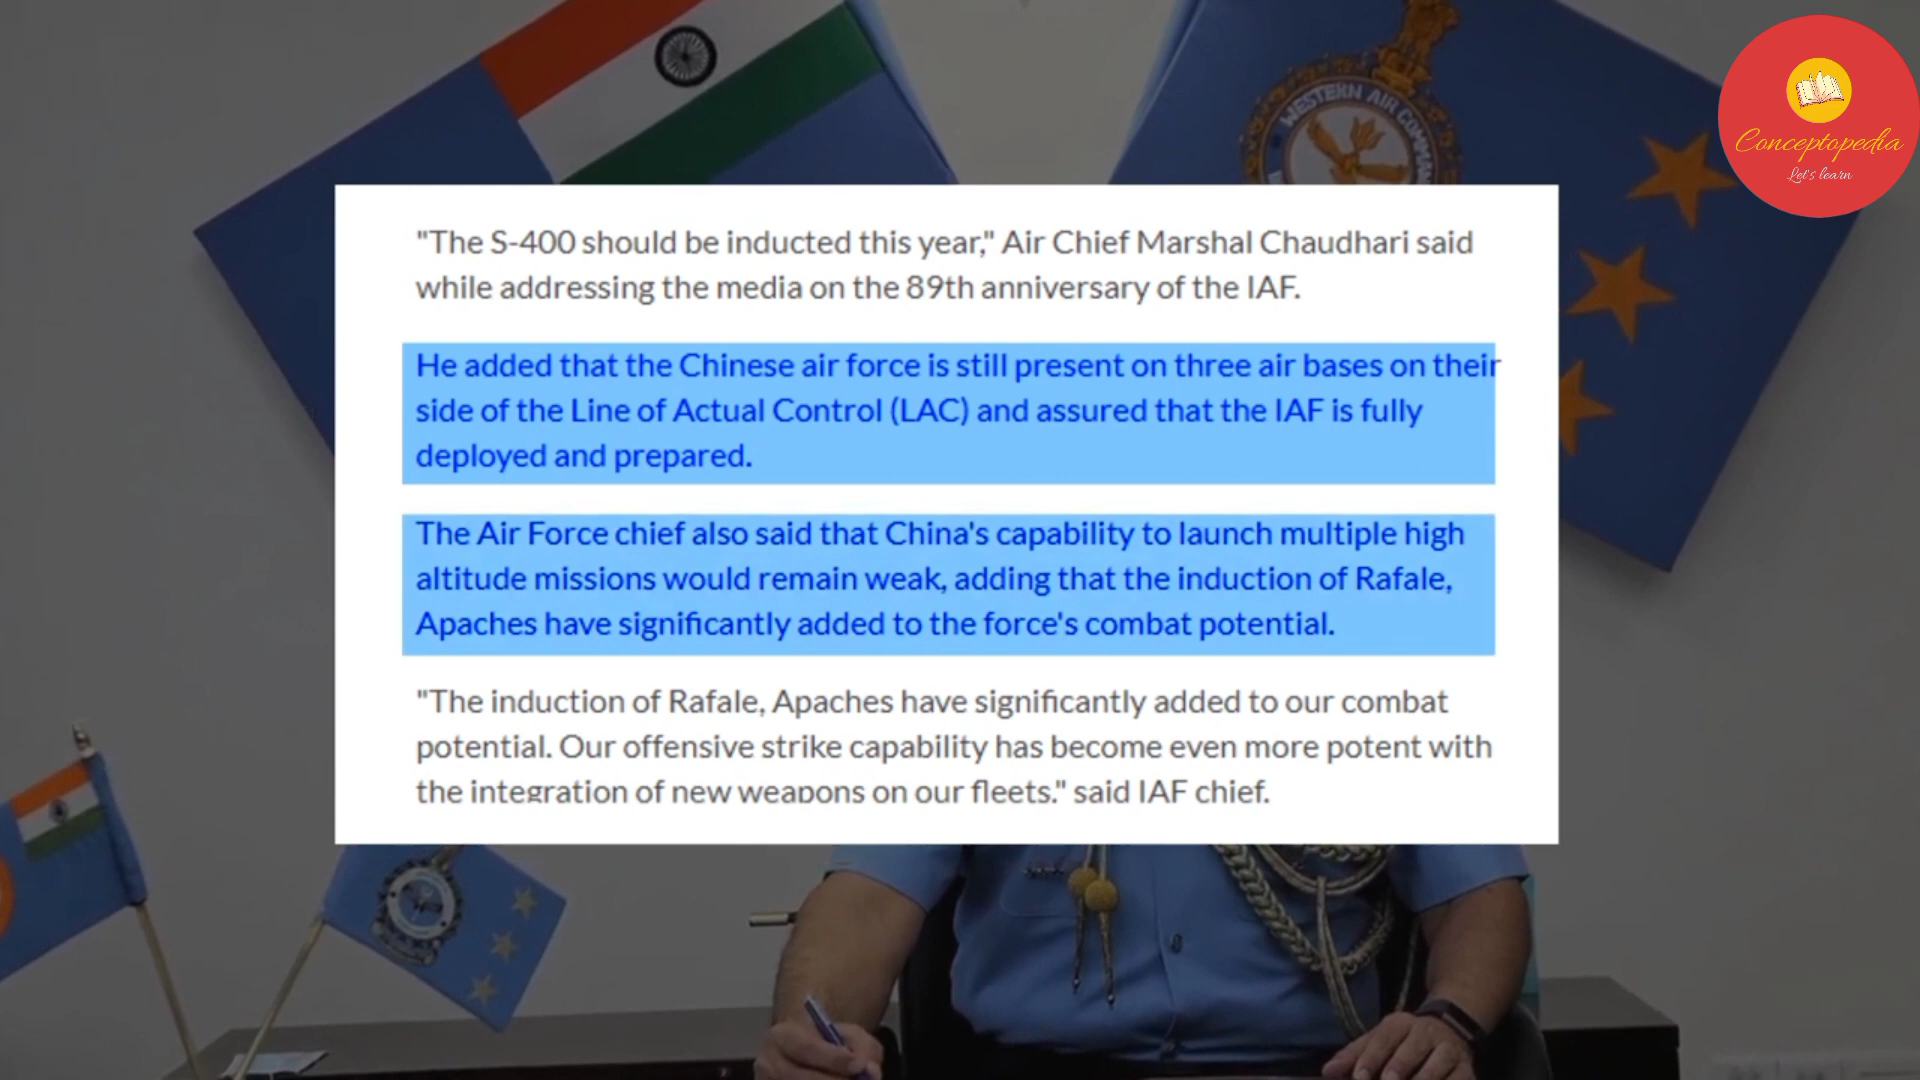 WESTERN AIR COMMAN
Conceptopedia
Let's learn
"The S-400 should be inducted this year," Air Chief Marshal Chaudhari said
while addressing the media on the 89th anniversary of the IAF.
He added that the Chinese air force is still present on three air bases on their
side of the Line of Actual Control (LAC) and assured that the IAF is fully
deployed and prepared.
The Air Force chief also said that China's capability to launch multiple high
altitude missions would remain weak, adding that the induction of Rafale,
Apaches have significantly added to the force's combat potential.
"The induction of Rafale, Apaches have significantly added to our combat
potential. Our offensive strike capability has become even more potent with
the integration of new weapons on our fleets." said IAF chief.